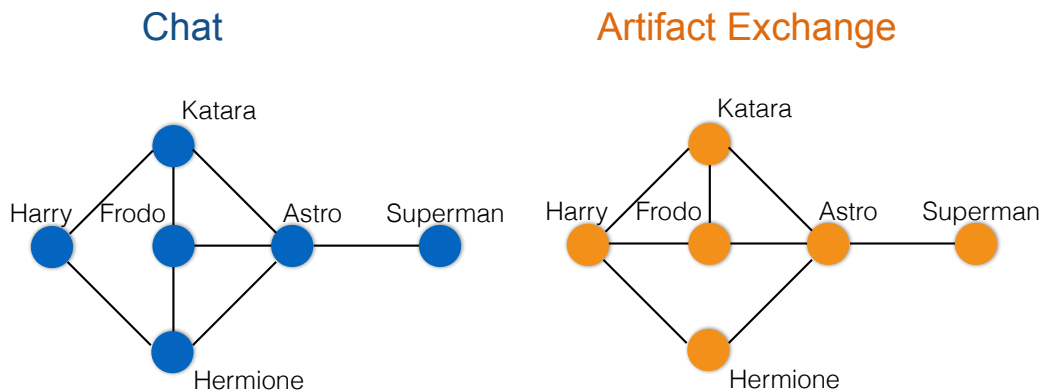 Chat
Katara
Harry
Frodo
Astro
Superman
Hermione
Artifact Exchange
Katara
Harry
Frodo
Astro
Superman
Hermione